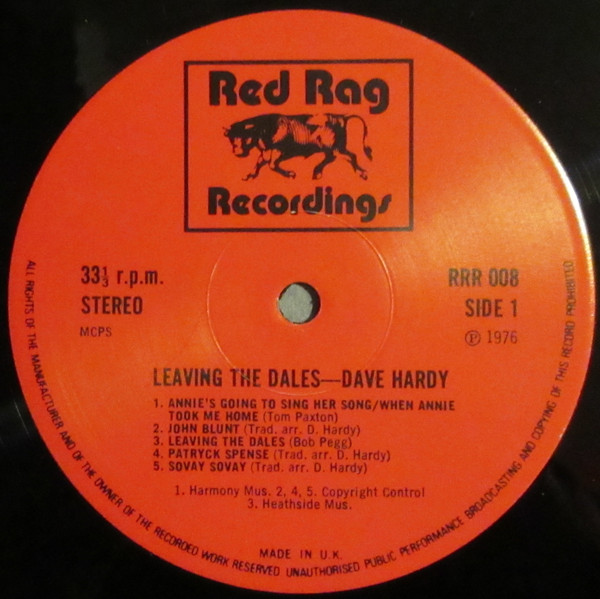 Red Rag
Recordings
33⅓ r.p.m.
STEREO
MCPS
RRR 008
SIDE 1
Ⓟ 1976
LEAVING THE DALES—DAVE HARDY
1. ANNIE'S GOING TO SING HER SONG/WHEN ANNIE
TOOK ME HOME (Tom Paxton)
2. JOHN BLUNT (Trad. arr. D. Hardy)
3. LEAVING THE DALES (Bob Pegg)
4. PATRYCK SPENSE (Trad. arr. D. Hardy)
5. SOVAY SOVAY (Trad. arr. D. Hardy)
1. Harmony Mus. 2, 4, 5. Copyright Control
3. Heathside Mus.
MADE IN U.K.
ALL RIGHTS OF THE MANUFACTURER AND OF THE OWNER OF THE RECORDED WORK RESERVED UNAUTHORISED PUBLIC PERFORMANCE BROADCASTING AND COPYING OF THIS RECORD PROHIBITED